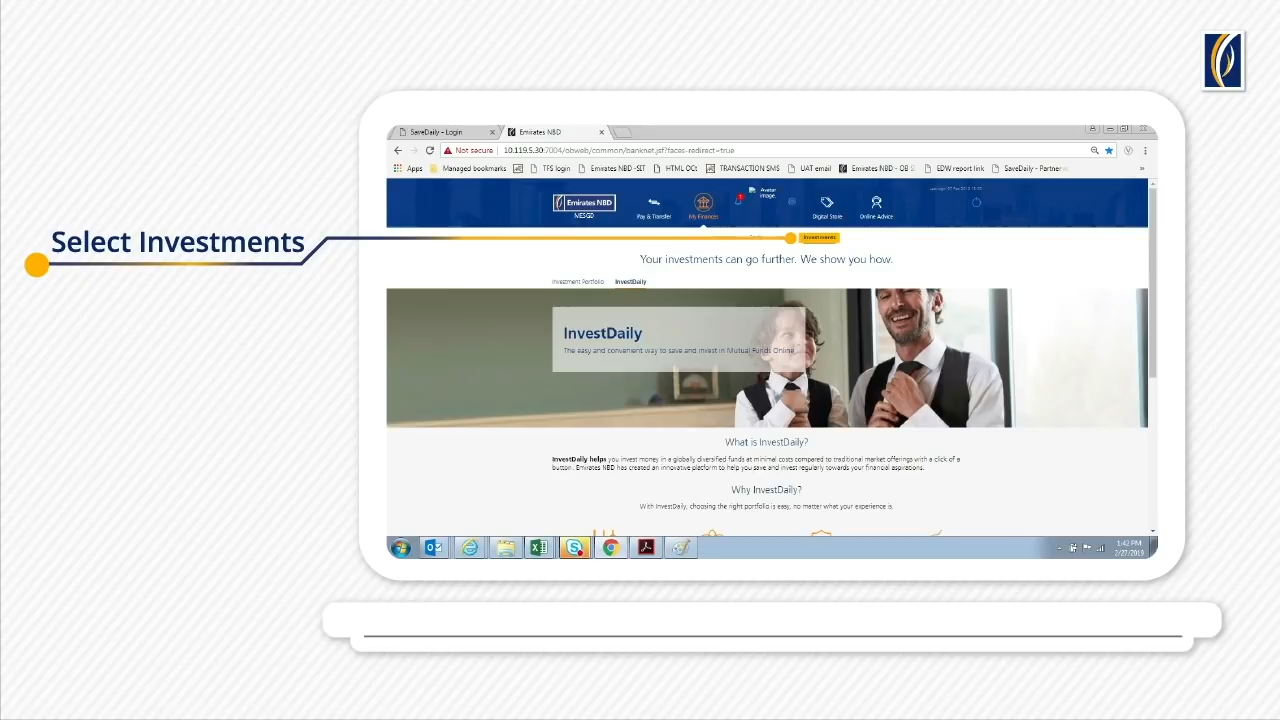 Select Investments
SaveDaily - Login
Emirates NBD
Not secure 10.119.5.30:7004/obweb/common/banknet.jsf?faces-redirect=true
Apps Managed bookmarks TFS login Emirates NBD -SIT HTML OCt TRANSACTION SMS UAT email Emirates NBD - OB S EDW report link SaveDaily - Partner
Emirates NBD
Avatar image.
Pay & Transfer
My Finances
Digital Store
Online Advice
Investments
Your investments can go further. We show you how.
Investment Portfolio InvestDaily
InvestDaily
The easy and convenient way to save and invest in Mutual Funds Online
What is InvestDaily?
InvestDaily helps you invest money in a globally diversified funds at minimal costs compared to traditional market offerings with a click of a
button. Emirates NBD has created an innovative platform to help you save and invest regularly towards your financial aspirations.
Why InvestDaily?
With InvestDaily, choosing the right portfolio is easy, no matter what your experience is.
1:42 PM
2/27/2019